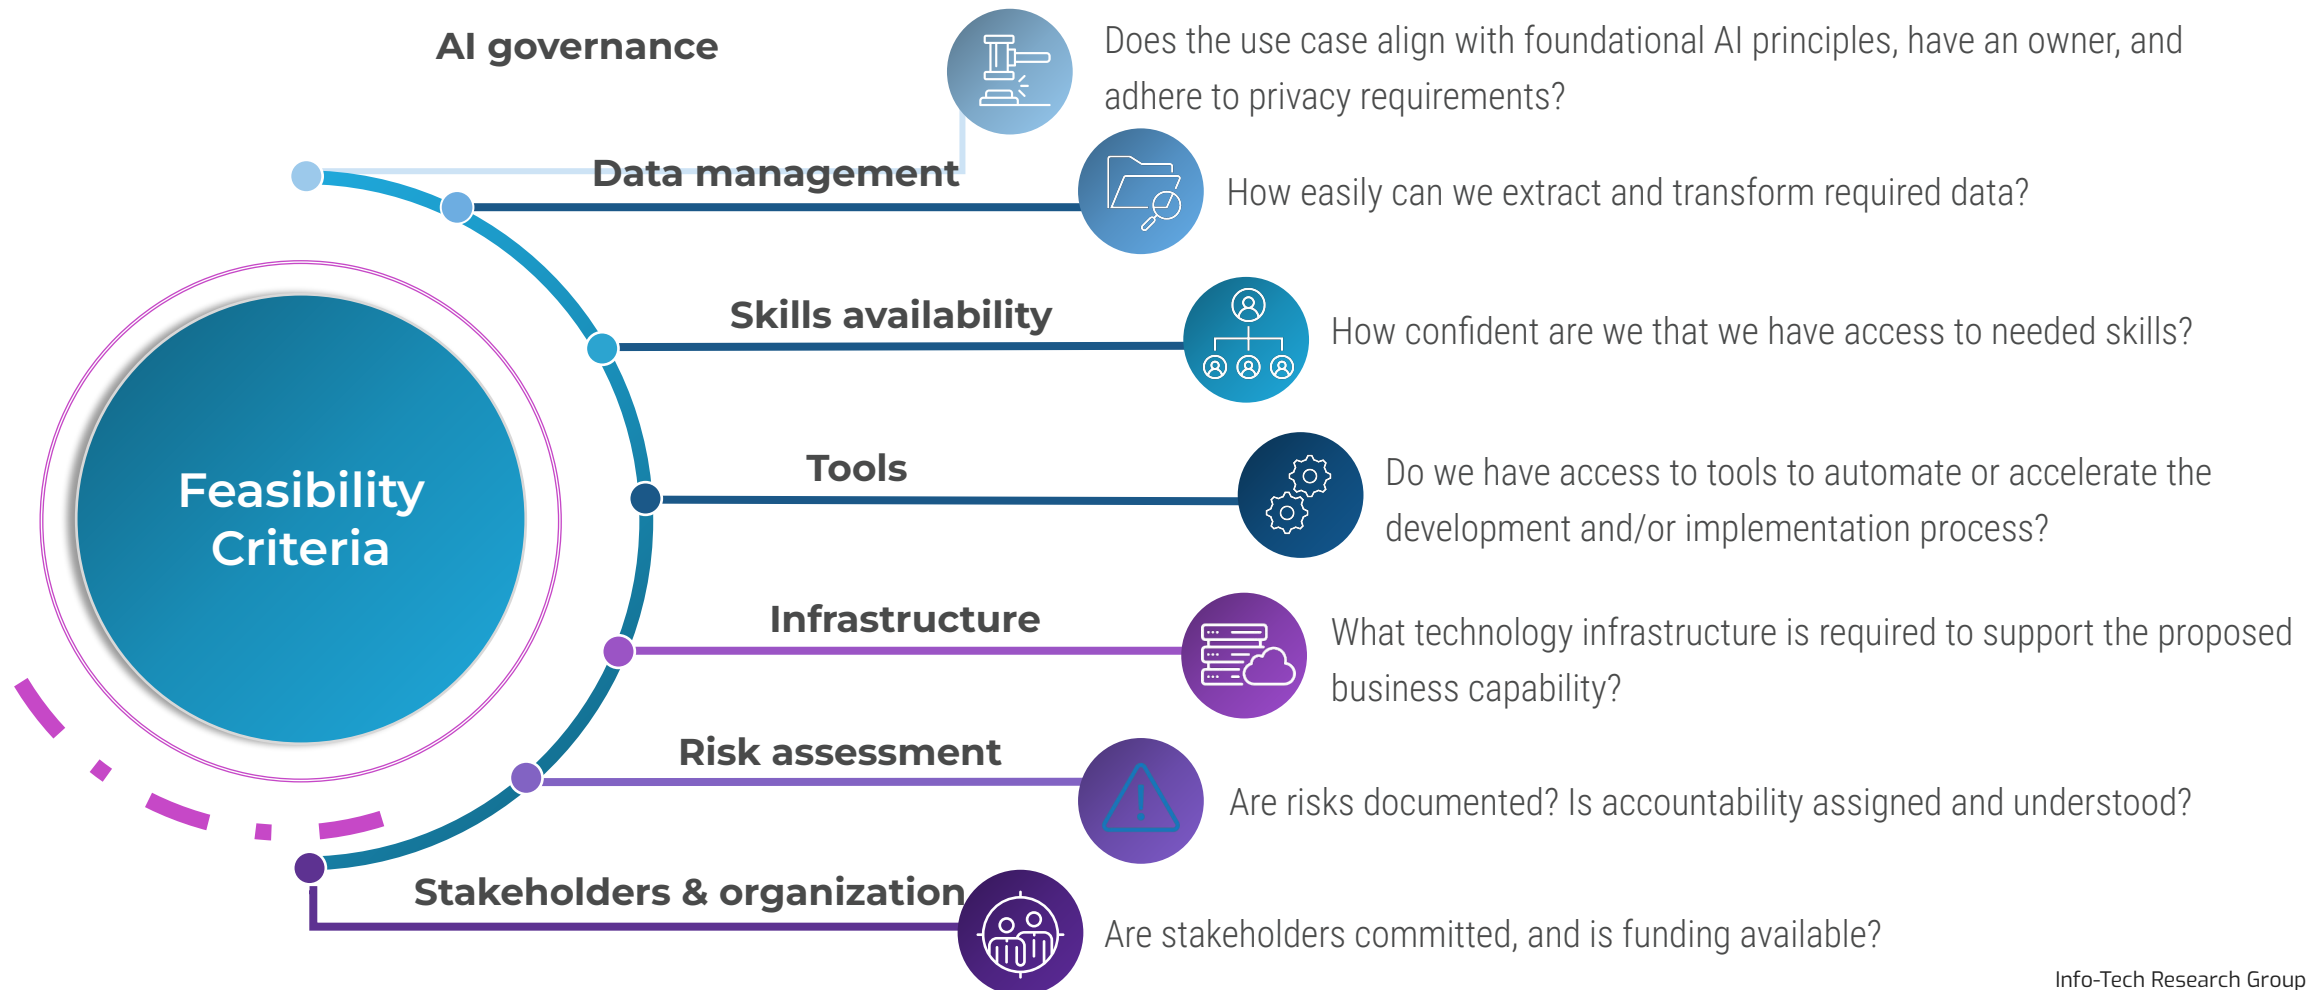 AI governance
Does the use case align with foundational AI principles, have an owner, and
adhere to privacy requirements?
Data management
How easily can we extract and transform required data?
Skills availability
How confident are we that we have access to needed skills?
Feasibility
Criteria
Tools
Do we have access to tools to automate or accelerate the
development and/or implementation process?
Infrastructure
What technology infrastructure is required to support the proposed
business capability?
Risk assessment
Are risks documented? Is accountability assigned and understood?
Stakeholders & organization
Are stakeholders committed, and is funding available?
Info-Tech Research Group